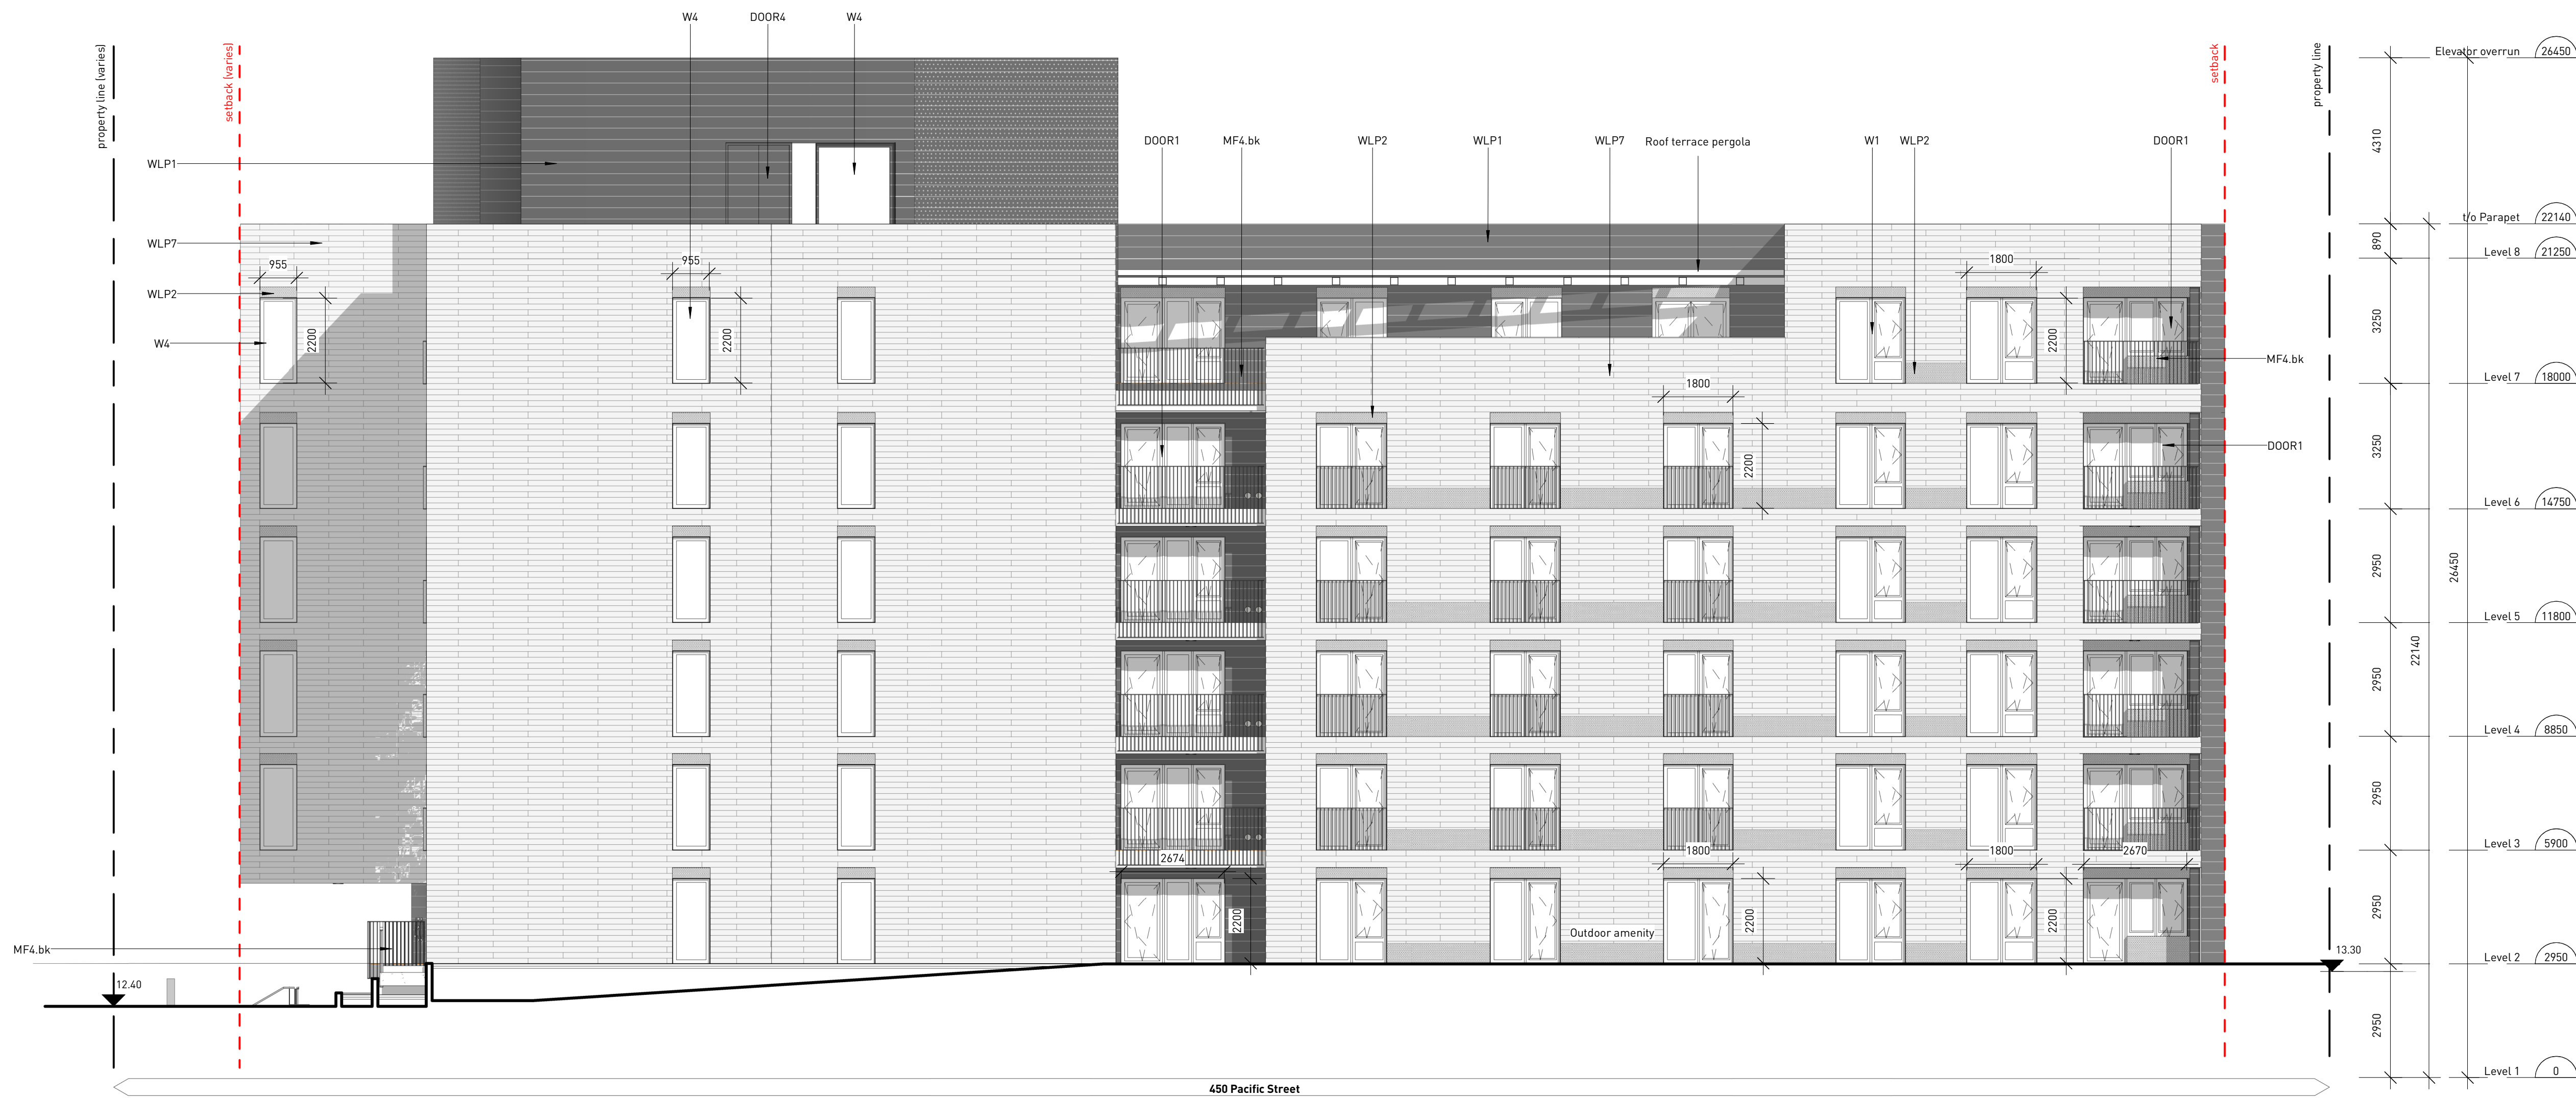 W4
DOOR4
W4
property line (varies)
setback (varies)
setback
property line
Elevator overrun
26450
WLP1
DOOR1
MF4.bk
WLP2
WLP1
WLP7
Roof terrace pergola
W1
WLP2
DOOR1
4310
t/o Parapet
22140
WLP7
890
Level 8
21250
955
955
1800
WLP2
2200
2200
2200
3250
W4
MF4.bk
Level 7
18000
1800
2200
3250
DOOR1
Level 6
14750
2950
26450
Level 5
11800
22140
2950
Level 4
8850
2950
Level 3
5900
2674
1800
1800
2670
2200
2200
2200
2950
Outdoor amenity
MF4.bk
13.30
Level 2
2950
12.40
2950
Level 1
0
450 Pacific Street